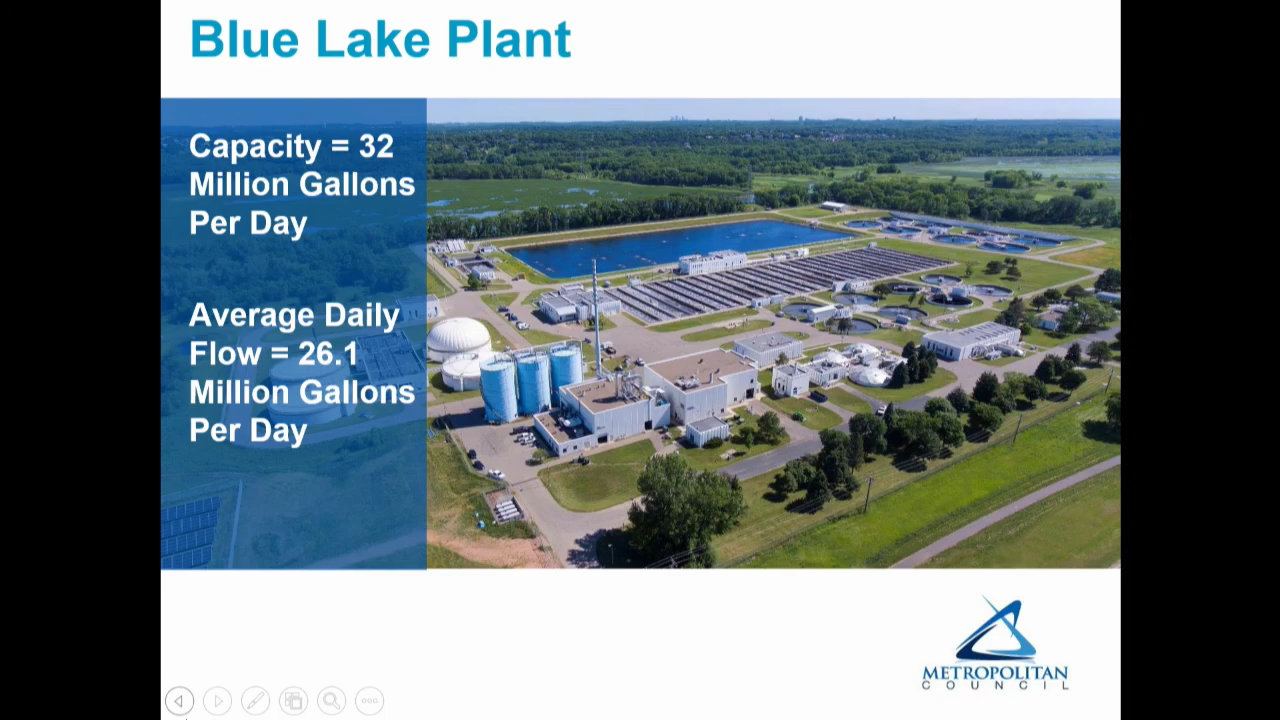 Blue Lake Plant
Capacity = 32
Million Gallons
Per Day
Average Daily
Flow = 26.1
Million Gallons
Per Day
METROPOLITAN
COUNCIL